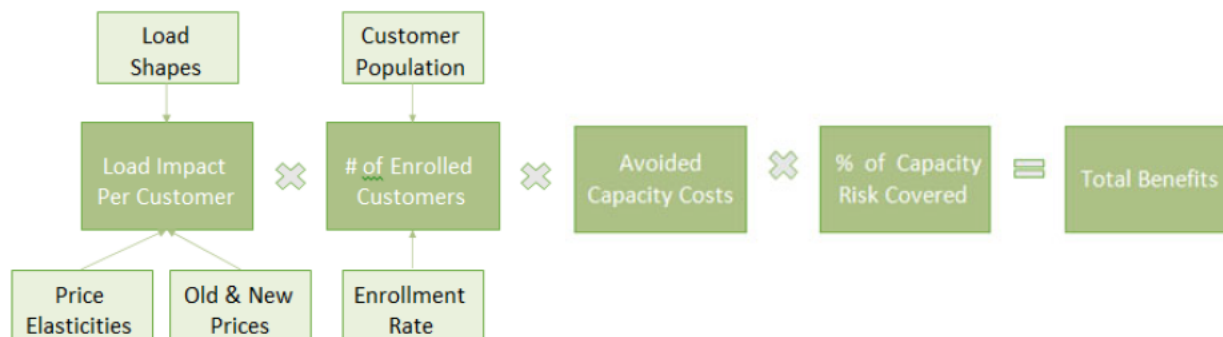 Load
Shapes
Customer
Population
Load Impact
Per Customer
# of Enrolled
Customers
Avoided
Capacity Costs
% of Capacity
Risk Covered
Total Benefits
Price
Elasticities
Old & New
Prices
Enrollment
Rate